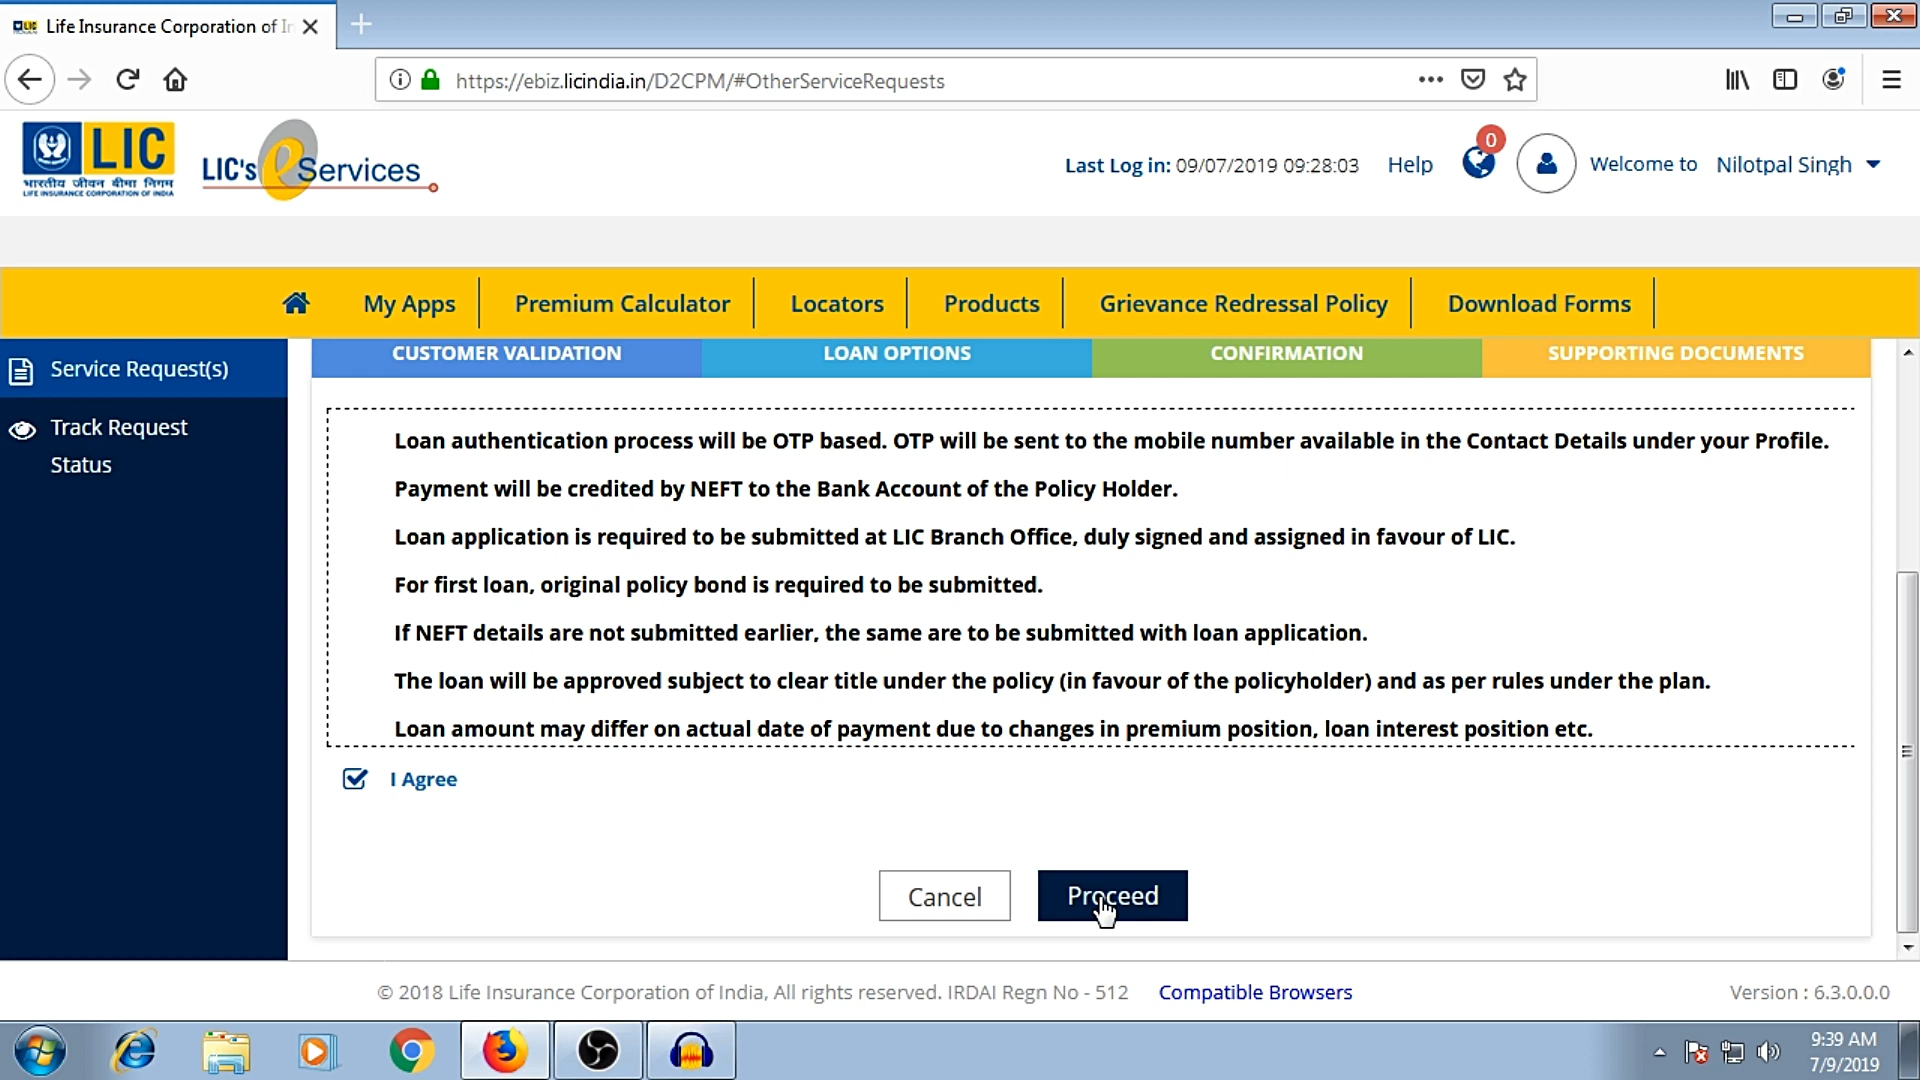 Life Insurance Corporation of In
https://ebiz.licindia.in/D2CPM/#OtherServiceRequests
LIC
भारतीय जीवन बीमा निगम
LIFE INSURANCE CORPORATION OF INDIA
LIC's eServices
Last Log in: 09/07/2019 09:28:03
Help
0
Welcome to Nilotpal Singh
My Apps
Premium Calculator
Locators
Products
Grievance Redressal Policy
Download Forms
Service Request(s)
Track Request
Status
CUSTOMER VALIDATION
LOAN OPTIONS
CONFIRMATION
SUPPORTING DOCUMENTS
Loan authentication process will be OTP based. OTP will be sent to the mobile number available in the Contact Details under your Profile.
Payment will be credited by NEFT to the Bank Account of the Policy Holder.
Loan application is required to be submitted at LIC Branch Office, duly signed and assigned in favour of LIC.
For first loan, original policy bond is required to be submitted.
If NEFT details are not submitted earlier, the same are to be submitted with loan application.
The loan will be approved subject to clear title under the policy (in favour of the policyholder) and as per rules under the plan.
Loan amount may differ on actual date of payment due to changes in premium position, loan interest position etc.
I Agree
Cancel
Proceed
© 2018 Life Insurance Corporation of India, All rights reserved. IRDAI Regn No - 512
Compatible Browsers
Version : 6.3.0.0.0
9:39 AM
7/9/2019